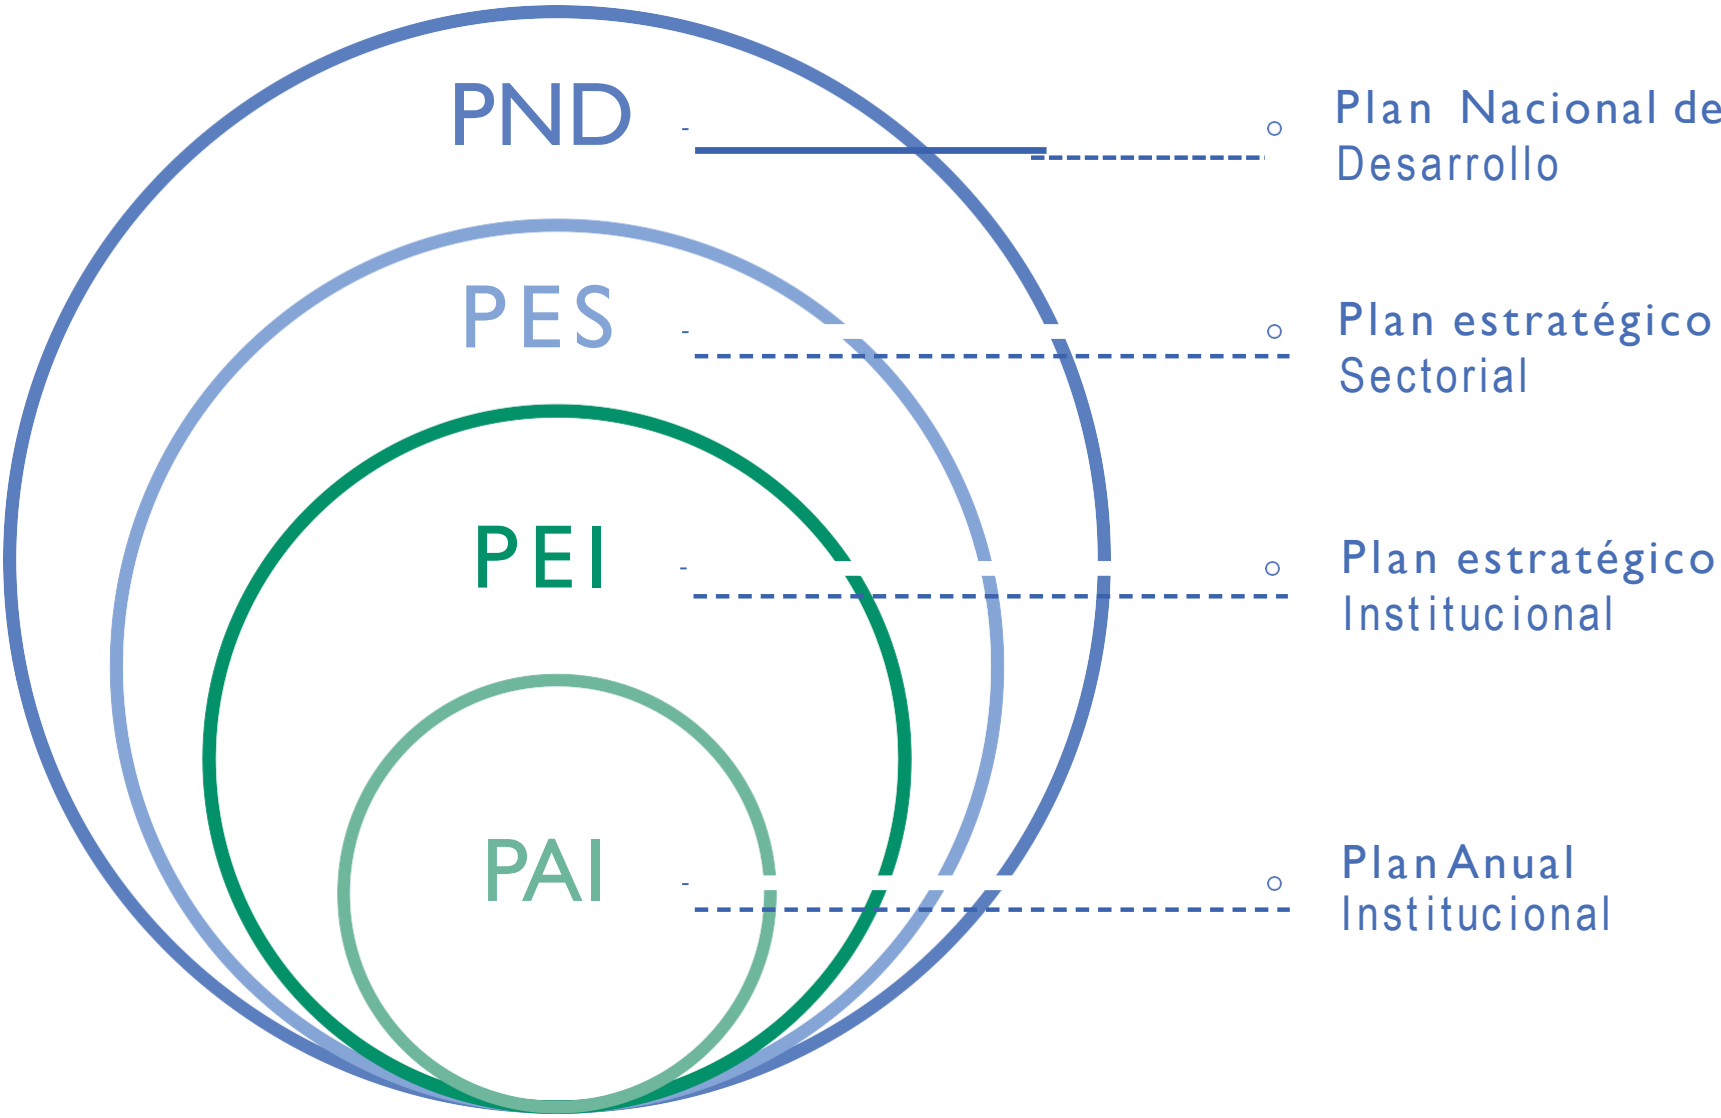 PND
Plan Nacional de
Desarrollo
PES
Plan estratégico
Sectorial
PEI
Plan estratégico
Institucional
PAI
Plan Anual
Institucional